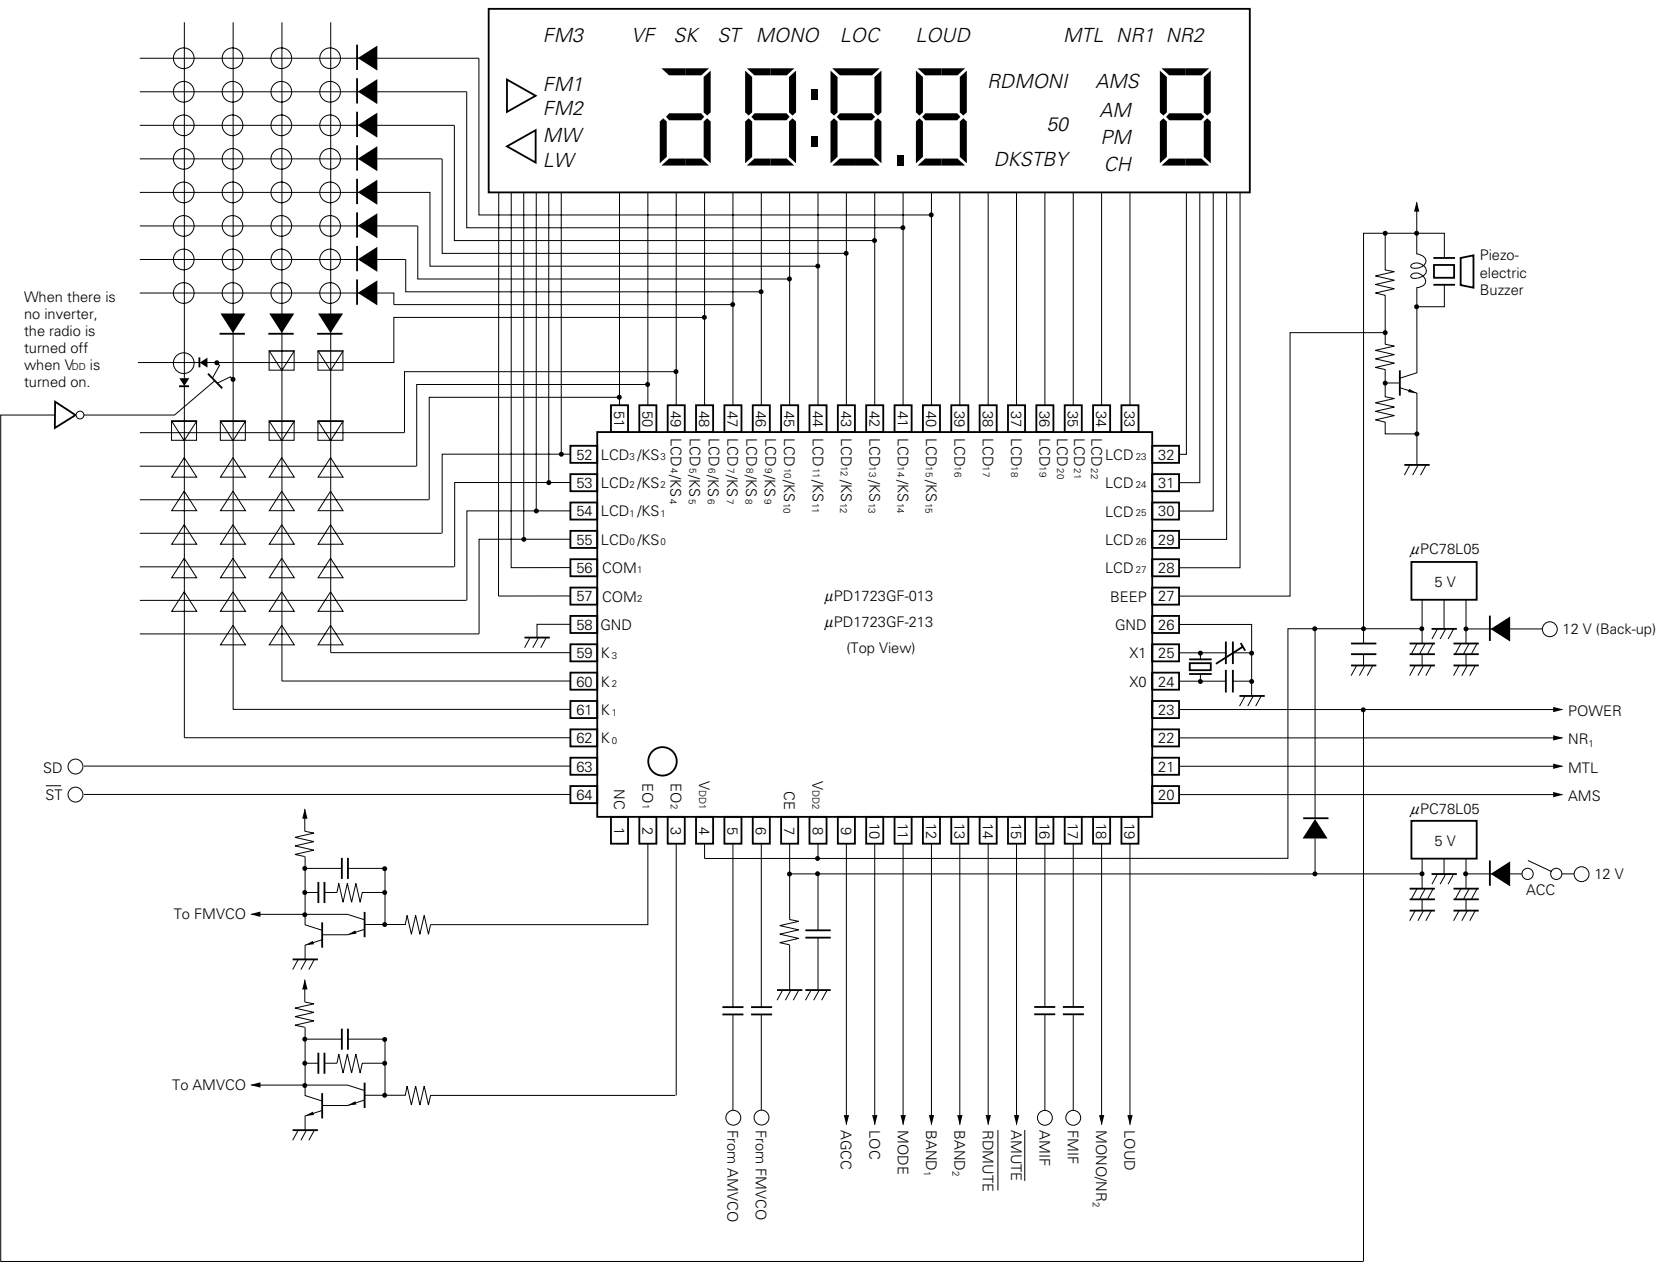 FM3 VF SK ST MONO LOC LOUD MTL NR1 NR2
FM1
FM2
MW
LW
RDMONI
50
DKSTBY
AMS
AM
PM
CH
When there is
no inverter,
the radio is
turned off
when VDD is
turned on.
Piezo-
electric
Buzzer
51 50 49 48 47 46 45 44 43 42 41 40 39 38 37 36 35 34 33
LCD4/KS4
LCD5/KS5
LCD6/KS6
LCD7/KS7
LCD8/KS8
LCD9/KS9
LCD10/KS10
LCD11/KS11
LCD12/KS12
LCD13/KS13
LCD14/KS14
LCD15/KS15
LCD16
LCD17
LCD18
LCD19
LCD20
LCD21
LCD22
52 LCD3/KS3
53 LCD2/KS2
54 LCD1/KS1
55 LCD0/KS0
56 COM1
57 COM2
58 GND
59 K3
60 K2
61 K1
62 K0
63
64
SD
S̅T̅
LCD23 32
LCD24 31
LCD25 30
LCD26 29
LCD27 28
BEEP 27
GND 26
X1 25
X0 24
23
22
21
20
μPD1723GF-013
μPD1723GF-213
(Top View)
μPC78L05
5 V
12 V (Back-up)
POWER
NR1
MTL
AMS
μPC78L05
5 V
ACC
12 V
NC
EO1
EO2
VDD1
CE
VDD2
1 2 3 4 5 6 7 8 9 10 11 12 13 14 15 16 17 18 19
To FMVCO
To AMVCO
From AMVCO
From FMVCO
AGCC
LOC
MODE
BAND1
BAND2
R̅D̅M̅U̅T̅E̅
A̅M̅U̅T̅E̅
AMIF
FMIF
MONO/NR2
LOUD